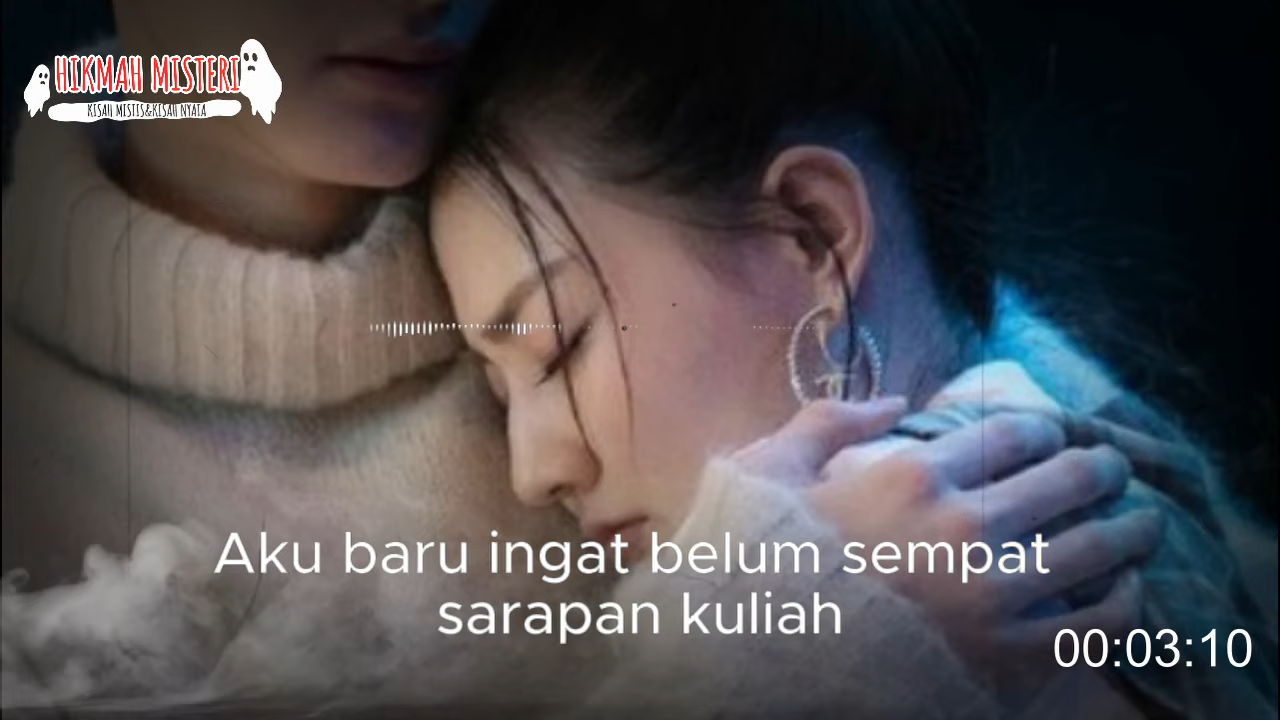 HIKMAH MISTERI
KISAH MISTIS&KISAH NYATA
Aku baru ingat belum sempat
sarapan kuliah
00:03:10